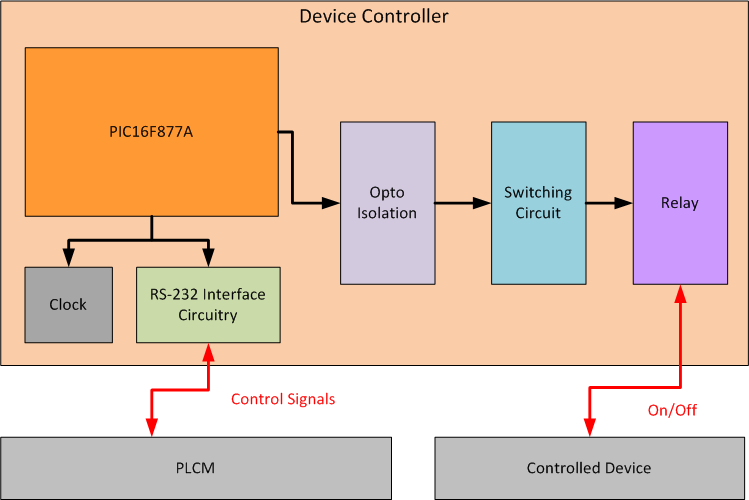 Device Controller
PIC16F877A
Opto
Isolation
Switching
Circuit
Relay
Clock
RS-232 Interface
Circuitry
Control Signals
On/Off
PLCM
Controlled Device